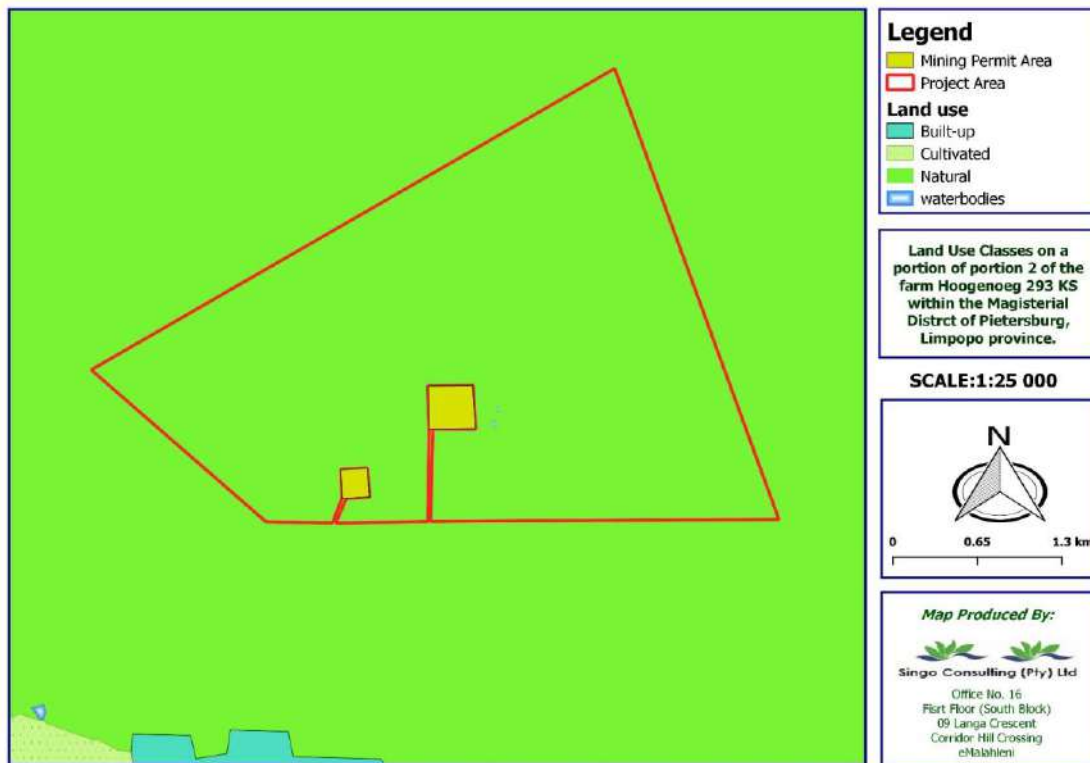 Legend
Mining Permit Area
Project Area
Land use
Built-up
Cultivated
Natural
waterbodies
Land Use Classes on a
portion of portion 2 of the
farm Hoogenoeg 293 KS
within the Magisterial
Distrct of Pietersburg,
Limpopo province.
SCALE:1:25 000
N
0 0.65 1.3 km
Map Produced By:
Singo Consulting (Pty) Ltd
Office No. 16
Fisrt Floor (South Block)
09 Langa Crescent
Corridor Hill Crossing
eMalahleni